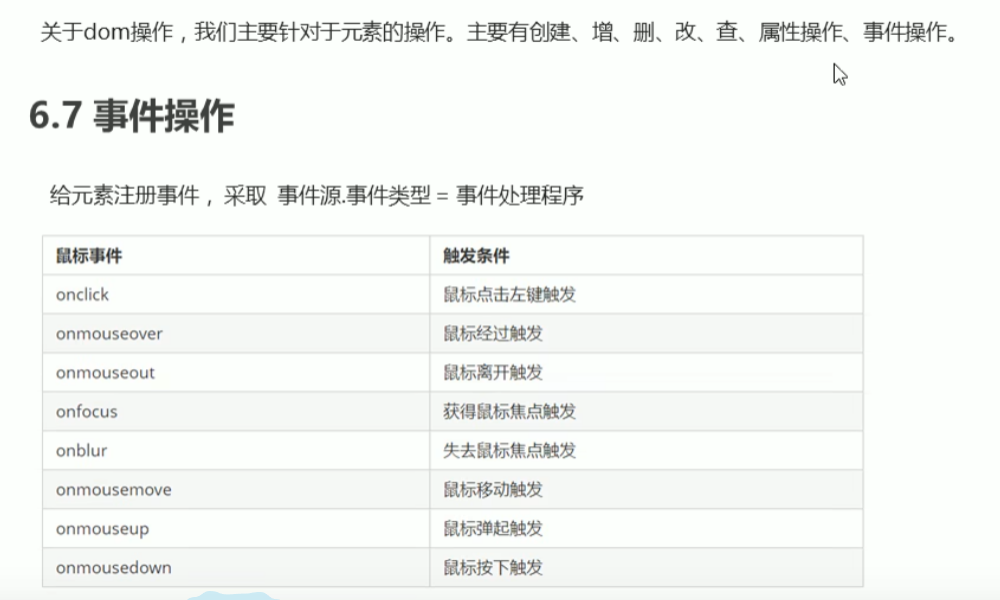 关于dom操作，我们主要针对于元素的操作。主要有创建、增、删、改、查、属性操作、事件操作。
6.7 事件操作
给元素注册事件， 采取 事件源.事件类型 = 事件处理程序
鼠标事件 触发条件
onclick 鼠标点击左键触发
onmouseover 鼠标经过触发
onmouseout 鼠标离开触发
onfocus 获得鼠标焦点触发
onblur 失去鼠标焦点触发
onmousemove 鼠标移动触发
onmouseup 鼠标弹起触发
onmousedown 鼠标按下触发